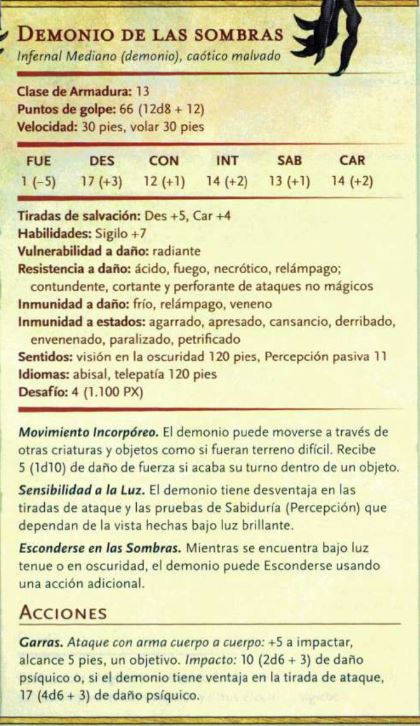 DEMONIO DE LAS SOMBRAS
Infernal Mediano (demonio), caótico malvado
Clase de Armadura: 13
Puntos de golpe: 66 (12d8 + 12)
Velocidad: 30 pies, volar 30 pies
FUE DES CON INT SAB CAR
1 (–5) 17 (+3) 12 (+1) 14 (+2) 13 (+1) 14 (+2)
Tiradas de salvación: Des +5, Car +4
Habilidades: Sigilo +7
Vulnerabilidad a daño: radiante
Resistencia a daño: ácido, fuego, necrótico, relámpago;
contundente, cortante y perforante de ataques no mágicos
Inmunidad a daño: frío, relámpago, veneno
Inmunidad a estados: agarrado, apresado, cansancio, derribado,
envenenado, paralizado, petrificado
Sentidos: visión en la oscuridad 120 pies, Percepción pasiva 11
Idiomas: abisal, telepatía 120 pies
Desafío: 4 (1.100 PX)
Movimiento Incorpóreo. El demonio puede moverse a través de
otras criaturas y objetos como si fueran terreno difícil. Recibe
5 (1d10) de daño de fuerza si acaba su turno dentro de un objeto.
Sensibilidad a la Luz. El demonio tiene desventaja en las
tiradas de ataque y las pruebas de Sabiduría (Percepción) que
dependan de la vista hechas bajo luz brillante.
Esconderse en las Sombras. Mientras se encuentra bajo luz
tenue o en oscuridad, el demonio puede Esconderse usando
una acción adicional.
ACCIONES
Garras. Ataque con arma cuerpo a cuerpo: +5 a impactar,
alcance 5 pies, un objetivo. Impacto: 10 (2d6 + 3) de daño
psíquico o, si el demonio tiene ventaja en la tirada de ataque,
17 (4d6 + 3) de daño psíquico.